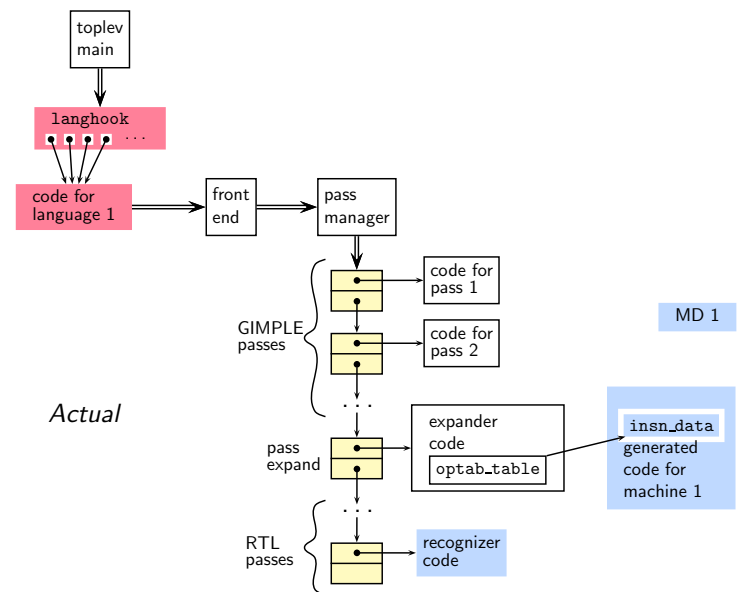 toplev
main
langhook
. . .
code for
language 1
front
end
pass
manager
code for
pass 1
MD 1
GIMPLE
passes
code for
pass 2
Actual
. . .
pass
expand
expander
code
optab_table
insn_data
generated
code for
machine 1
. . .
RTL
passes
recognizer
code